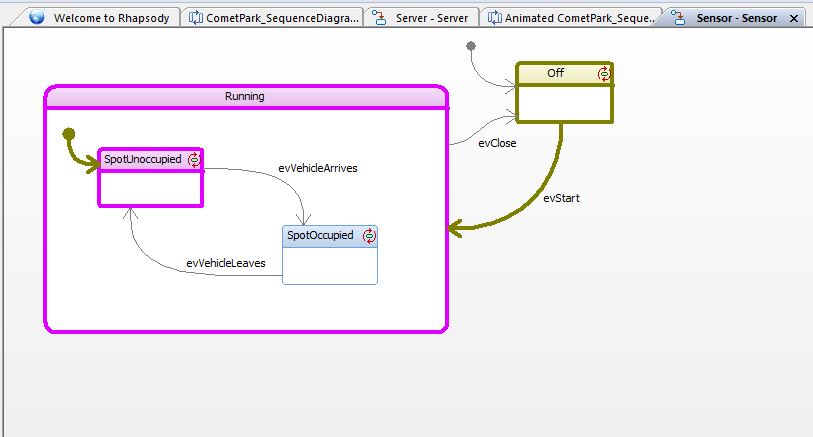 Welcome to Rhapsody
CometPark_SequenceDiagra...
Server - Server
Animated CometPark_Seque...
Sensor - Sensor
Off
Running
evClose
SpotUnoccupied
evVehicleArrives
evStart
SpotOccupied
evVehicleLeaves